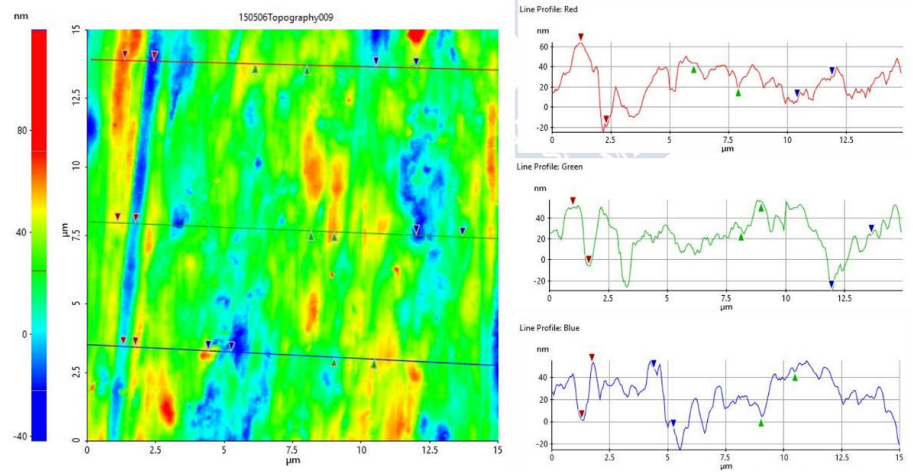 nm
150506Topography009
80
40
0
-40
µm
15
12.5
10
7.5
5
2.5
0
0 2.5 5 7.5 10 12.5 15
µm
Line Profile: Red
nm
60
40
20
0
-20
0 2.5 5 7.5 10 12.5
µm
Line Profile: Green
nm
40
20
0
0 2.5 5 7.5 10 12.5
µm
Line Profile: Blue
nm
40
20
0
-20
0 2.5 5 7.5 10 12.5 15
µm